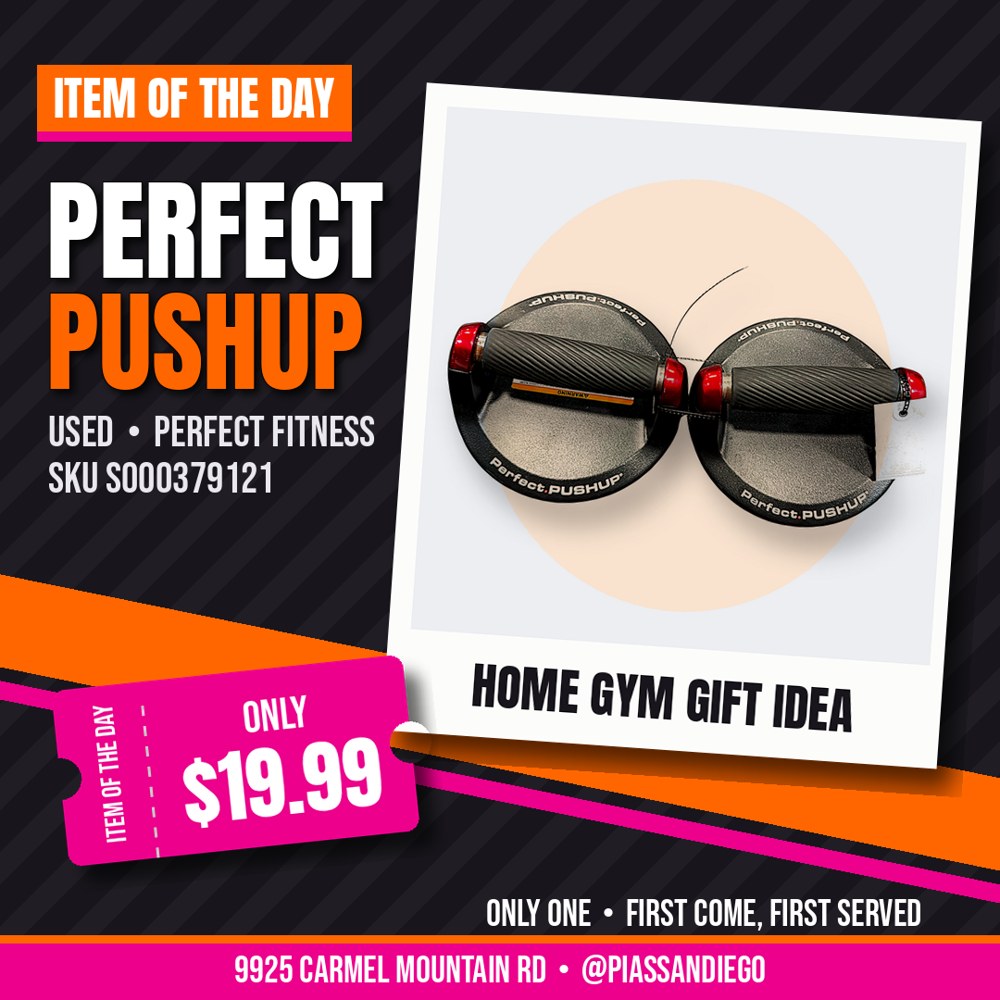 ITEM OF THE DAY
PERFECT
PUSHUP
USED • PERFECT FITNESS
SKU S000379121
Perfect.PUSHUP
Perfect.PUSHUP
WARNING
Perfect.PUSHUP
Perfect.PUSHUP
HOME GYM GIFT IDEA
ITEM OF THE DAY
ONLY
$19.99
ONLY ONE • FIRST COME, FIRST SERVED
9925 CARMEL MOUNTAIN RD • @PIASSANDIEGO